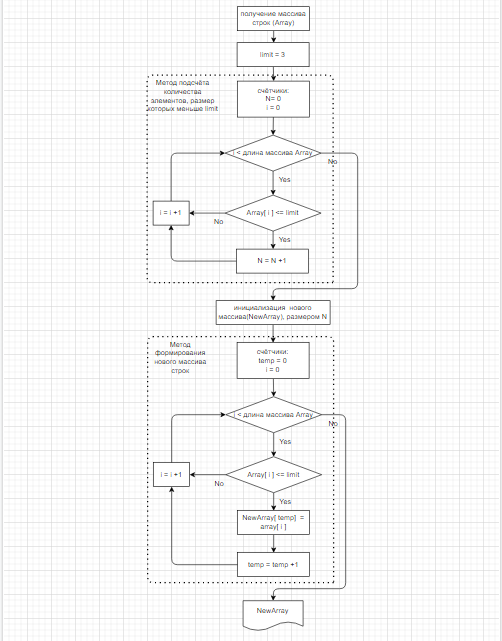 получение массива
строк (Array)
limit = 3
Метод подсчёта
количества
элементов, размер
которых меньше limit
счётчики:
N= 0
i = 0
i < длина массива Array
No
Yes
i = i +1
Array[ i ] <= limit
No
Yes
N = N +1
инициализация нового
массива(NewArray), размером N
Метод
формирования
нового массива
строк
счётчики:
temp = 0
i = 0
i < длина массива Array
No
Yes
i = i +1
Array[ i ] <= limit
No
Yes
NewArray[ temp] =
array[ i ]
temp = temp +1
NewArray